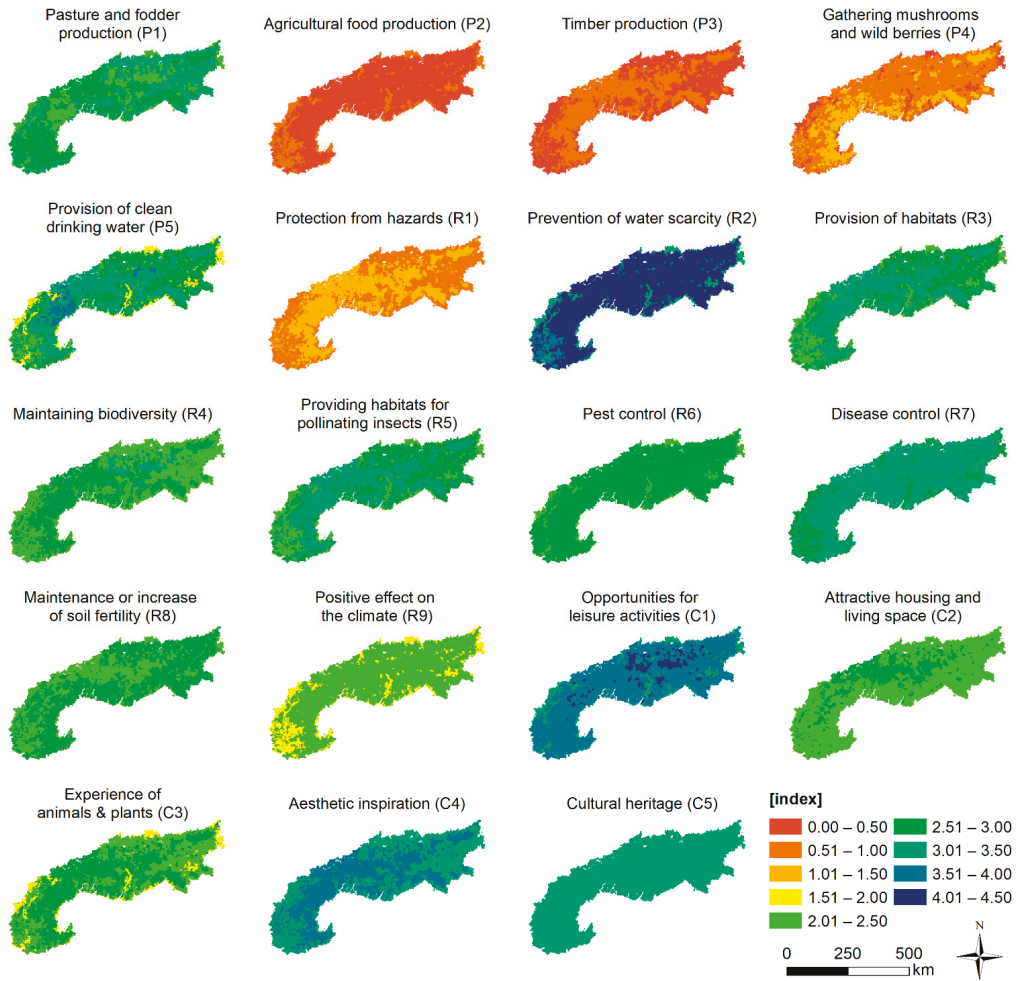 Pasture and fodder
production (P1)
Agricultural food production (P2)
Timber production (P3)
Gathering mushrooms
and wild berries (P4)
Provision of clean
drinking water (P5)
Protection from hazards (R1)
Prevention of water scarcity (R2)
Provision of habitats (R3)
Maintaining biodiversity (R4)
Providing habitats for
pollinating insects (R5)
Pest control (R6)
Disease control (R7)
Maintenance or increase
of soil fertility (R8)
Positive effect on
the climate (R9)
Opportunities for
leisure activities (C1)
Attractive housing and
living space (C2)
Experience of
animals & plants (C3)
Aesthetic inspiration (C4)
Cultural heritage (C5)
[index]
0.00 – 0.50
0.51 – 1.00
1.01 – 1.50
1.51 – 2.00
2.01 – 2.50
2.51 – 3.00
3.01 – 3.50
3.51 – 4.00
4.01 – 4.50
N
0 250 500
km